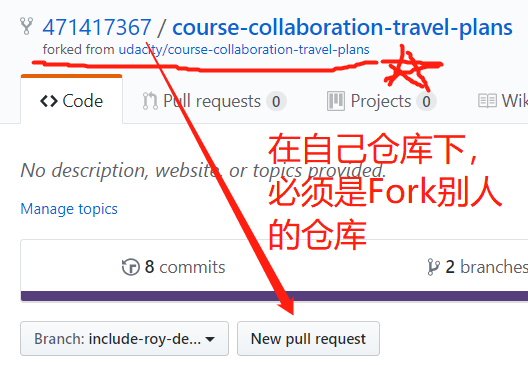 471417367 / course-collaboration-travel-plans
forked from udacity/course-collaboration-travel-plans
Code
Pull requests 0
Projects 0
Wik
在自己仓库下，
必须是Fork别人
的仓库
No description, website, or topics provided.
Manage topics
8 commits
2 branches
Branch: include-roy-de...
New pull request